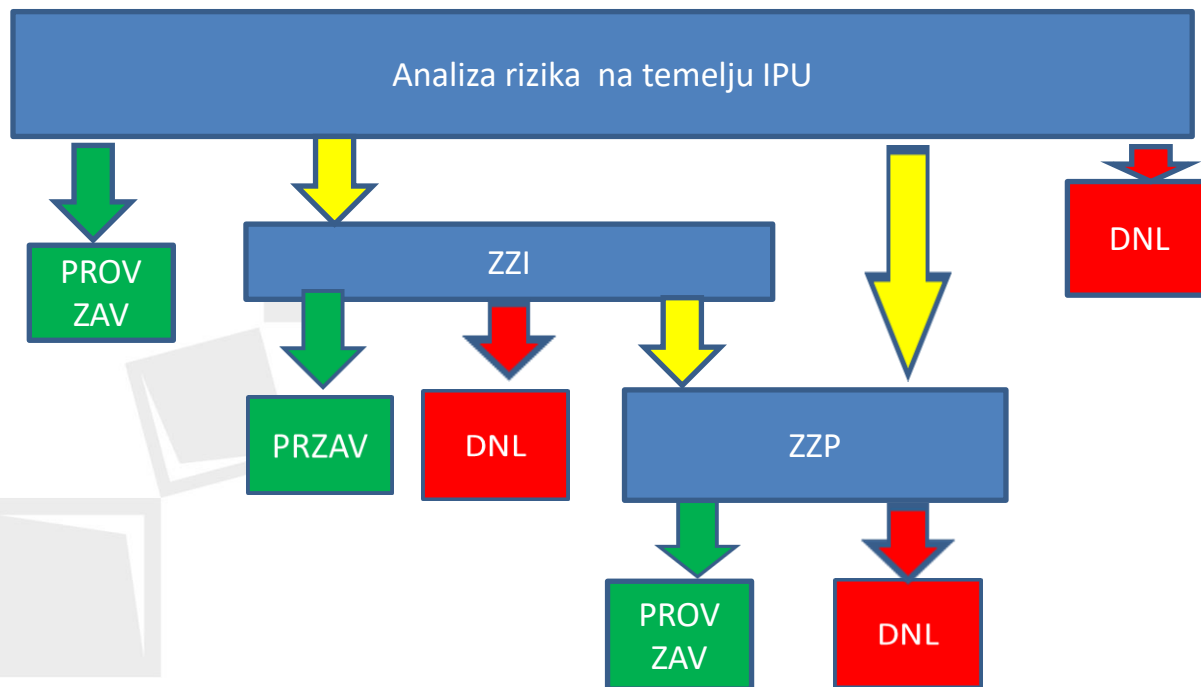 Analiza rizika na temelju IPU
DNL
PROV
ZAV
ZZI
PRZAV
DNL
ZZP
PROV
ZAV
DNL